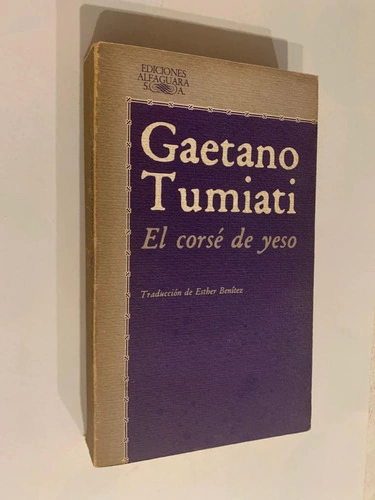 EDICIONES
ALFAGUARA
S.A.
Gaetano
Tumiati
El corsé de yeso
Traducción de Esther Benítez